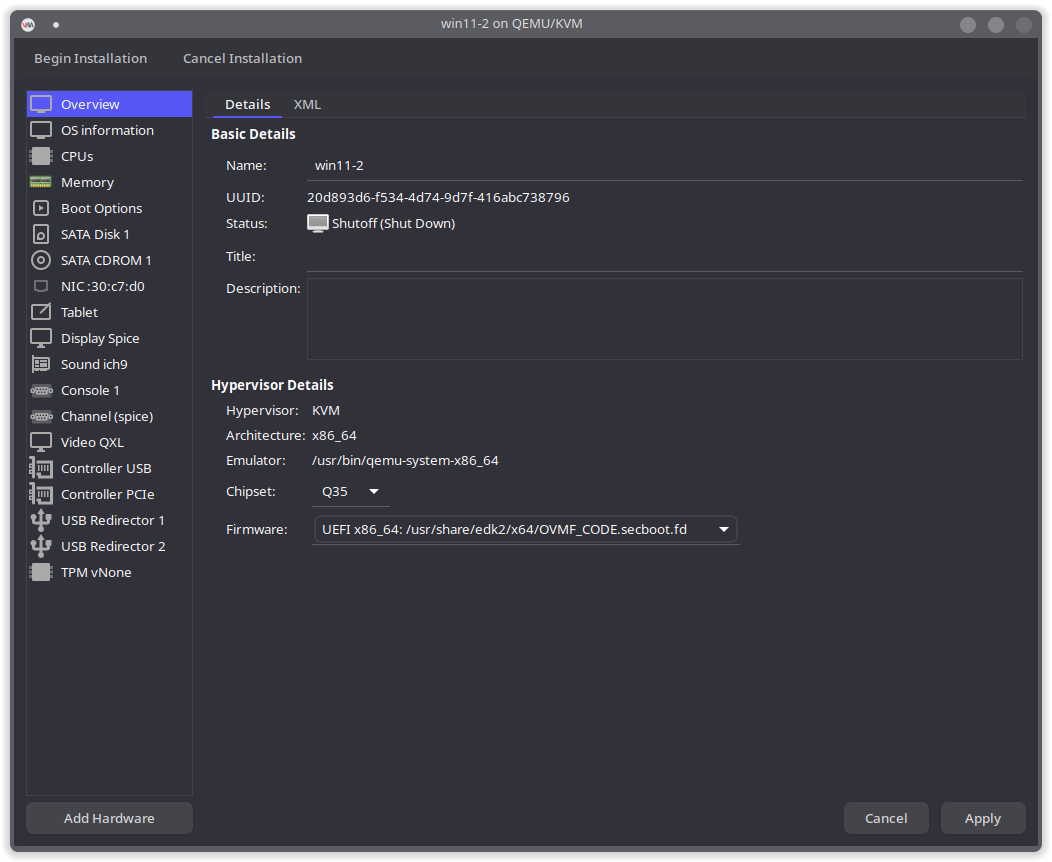 win11-2 on QEMU/KVM
Begin Installation Cancel Installation
Overview
OS information
CPUs
Memory
Boot Options
SATA Disk 1
SATA CDROM 1
NIC :30:c7:d0
Tablet
Display Spice
Sound ich9
Console 1
Channel (spice)
Video QXL
Controller USB
Controller PCIe
USB Redirector 1
USB Redirector 2
TPM vNone
Add Hardware
Details XML
Basic Details
Name: win11-2
UUID: 20d893d6-f534-4d74-9d7f-416abc738796
Status: Shutoff (Shut Down)
Title:
Description:
Hypervisor Details
Hypervisor: KVM
Architecture: x86_64
Emulator: /usr/bin/qemu-system-x86_64
Chipset: Q35
Firmware: UEFI x86_64: /usr/share/edk2/x64/OVMF_CODE.secboot.fd
Cancel Apply